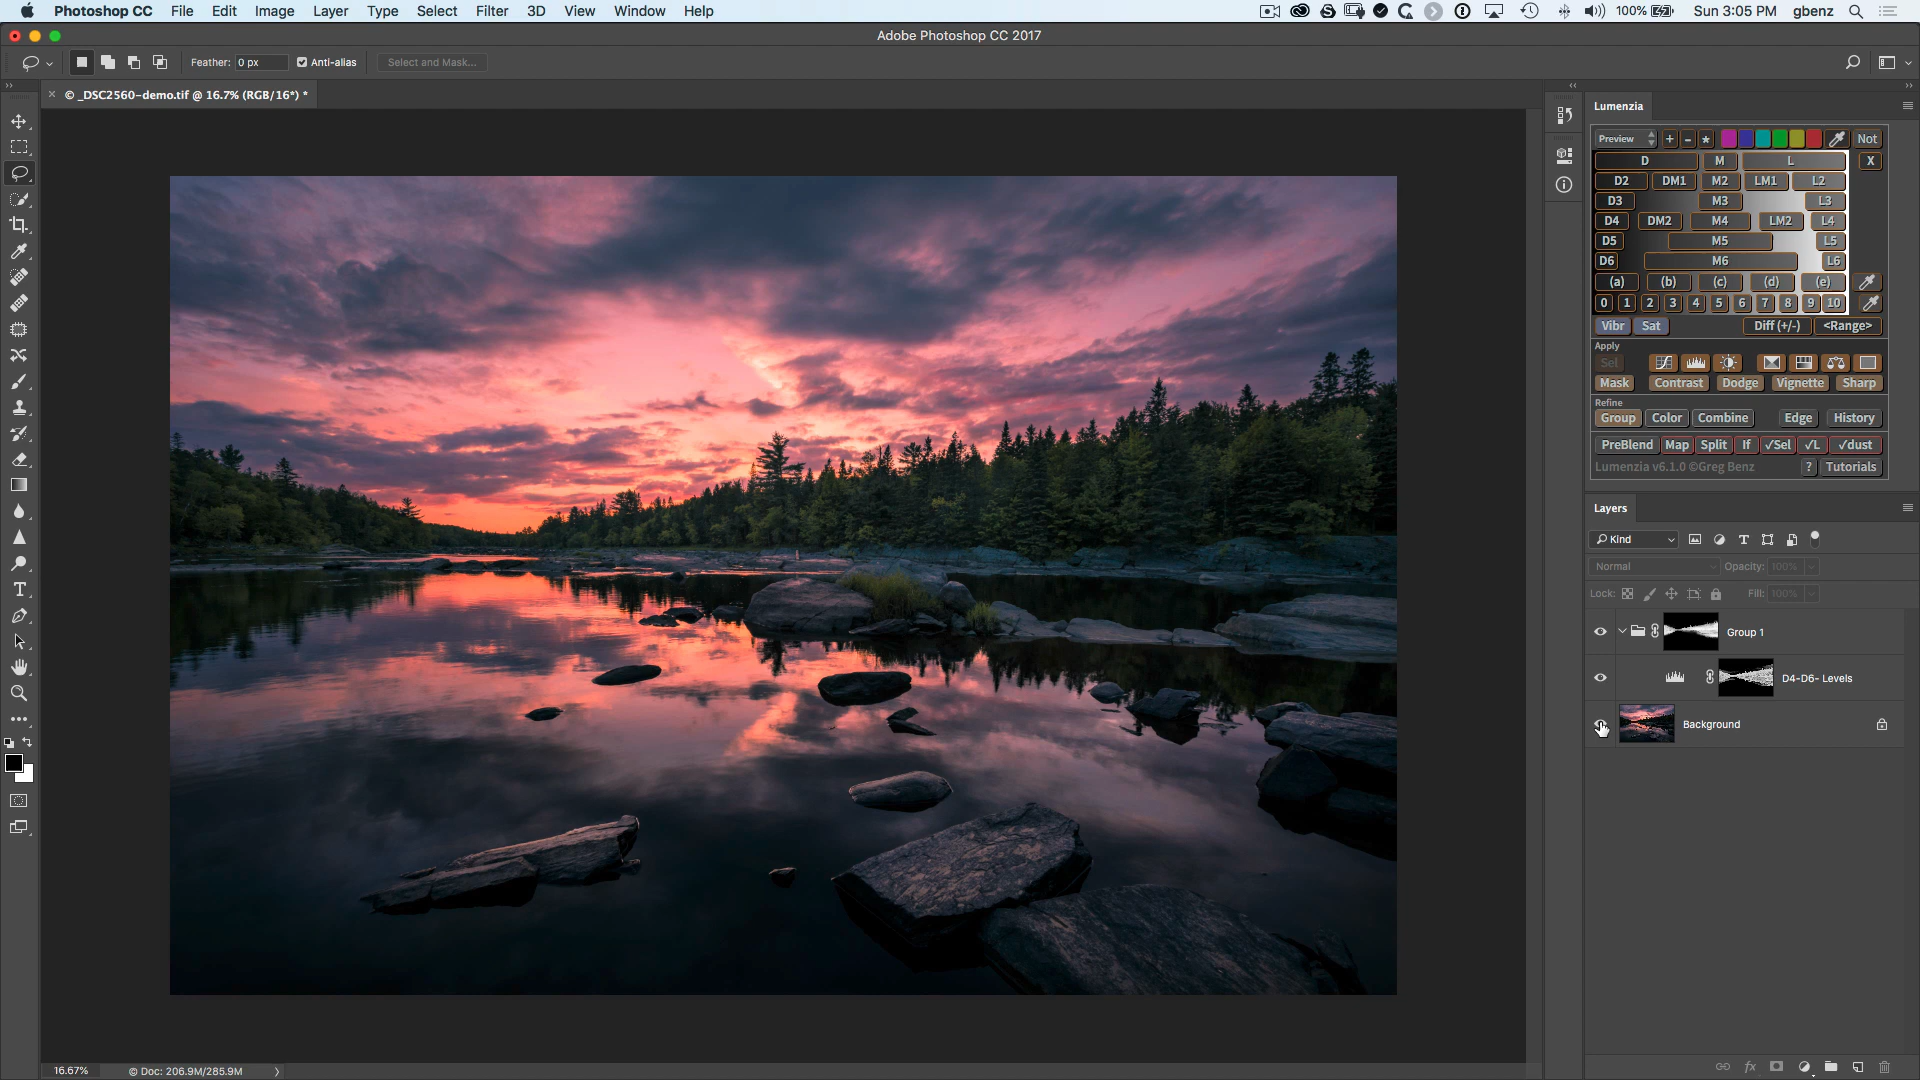 Photoshop CC File Edit Image Layer Type Select Filter 3D View Window Help 100% Sun 3:05 PM gbenz
Adobe Photoshop CC 2017
Feather: 0 px Anti-alias Select and Mask...
× © _DSC2560-demo.tif @ 16.7% (RGB/16*) *
Lumenzia
Preview + - * Not
D M L X
D2 DM1 M2 LM1 L2
D3 M3 L3
D4 DM2 M4 LM2 L4
D5 M5 L5
D6 M6 L6
(a) (b) (c) (d) (e)
0 1 2 3 4 5 6 7 8 9 10
Vibr Sat Diff (+/-) <Range>
Apply
Sel
Mask Contrast Dodge Vignette Sharp
Refine
Group Color Combine Edge History
PreBlend Map Split If √Sel √L √dust
Lumenzia v6.1.0 ©Greg Benz ? Tutorials
Layers
Kind
Normal Opacity: 100%
Lock: Fill: 100%
Group 1
D4-D6- Levels
Background
16.67% © Doc: 206.9M/285.9M